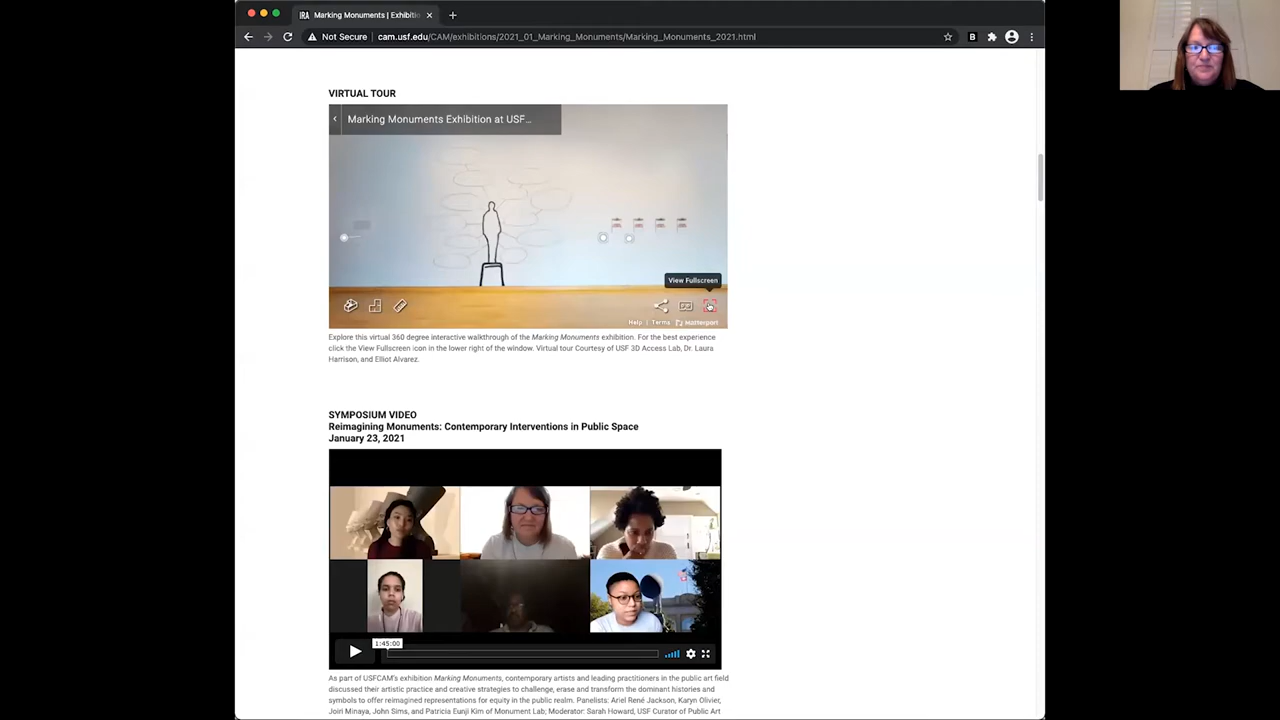 Marking Monuments | Exhibitio
Not Secure
cam.usf.edu/CAM/exhibitions/2021_01_Marking_Monuments/Marking_Monuments_2021.html
VIRTUAL TOUR
Marking Monuments Exhibition at USF...
View Fullscreen
Help | Terms
Matterport
Explore this virtual 360 degree interactive walkthrough of the Marking Monuments exhibition. For the best experience
click the View Fullscreen icon in the lower right of the window. Virtual tour Courtesy of USF 3D Access Lab, Dr. Laura
Harrison, and Elliot Alvarez.
SYMPOSIUM VIDEO
Reimagining Monuments: Contemporary Interventions in Public Space
January 23, 2021
1:45:00
As part of USFCAM's exhibition Marking Monuments, contemporary artists and leading practitioners in the public art field
discussed their artistic practice and creative strategies to challenge, erase and transform the dominant histories and
symbols to offer reimagined representations for equity in the public realm. Panelists: Ariel René Jackson, Karyn Olivier,
Joiri Minaya, John Sims, and Patricia Eunji Kim of Monument Lab; Moderator: Sarah Howard, USF Curator of Public Art